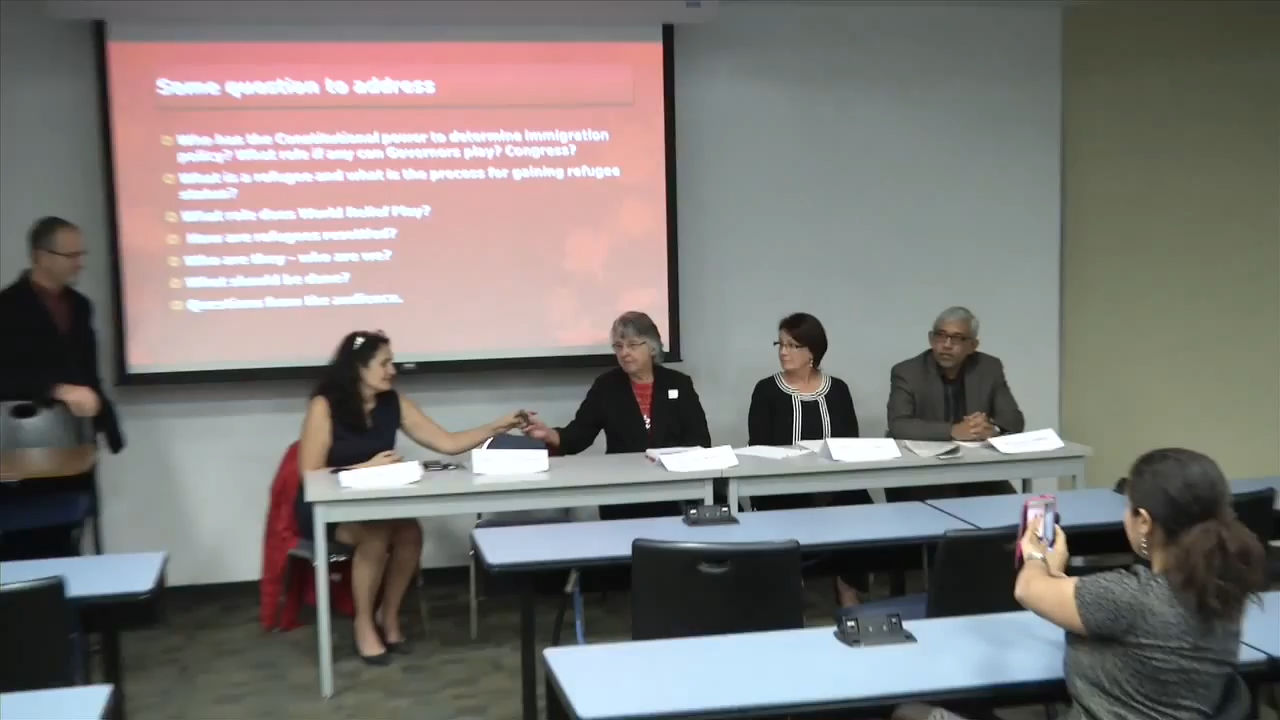 Some question to address
Who has the Constitutional power to determine immigration
policy? What role if any can Governors play? Congress?
What is a refugee and what is the process for gaining refugee
status?
What role does World Relief Play?
How are refugees resettled?
Who are they - who are we?
What should be done?
Questions from the audience.